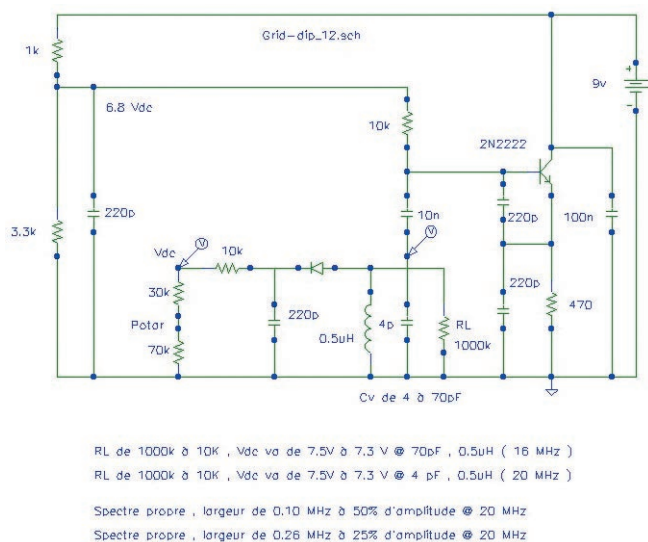 Grid-dip_12.sch
1k
9v
+
-
6.8 Vdc
10k
2N2222
220p
10n
220p
100n
3.3k
V
V
Vdc
10k
30k
220p
220p
470
Potar
70k
0.5uH
4p
RL
1000k
Cv de 4 à 70pF
RL de 1000k à 10K , Vdc va de 7.5V à 7.3 V @ 70pF , 0.5uH ( 16 MHz )
RL de 1000k à 10K , Vdc va de 7.5V à 7.3 V @ 4 pF , 0.5uH ( 20 MHz )
Spectre propre , largeur de 0.10 MHz à 50% d'amplitude @ 20 MHz
Spectre propre , largeur de 0.26 MHz à 25% d'amplitude @ 20 MHz